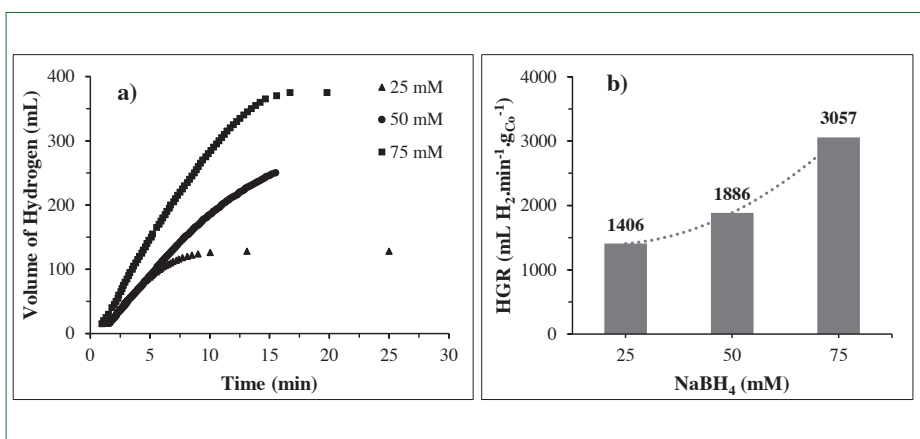 a)
400
300
200
100
0
Volume of Hydrogen (mL)
0 5 10 15 20 25 30
Time (min)
25 mM
50 mM
75 mM
b)
4000
3000
2000
1000
0
HGR (mL H₂.min⁻¹.g_Co⁻¹)
1406
1886
3057
25 50 75
NaBH₄ (mM)